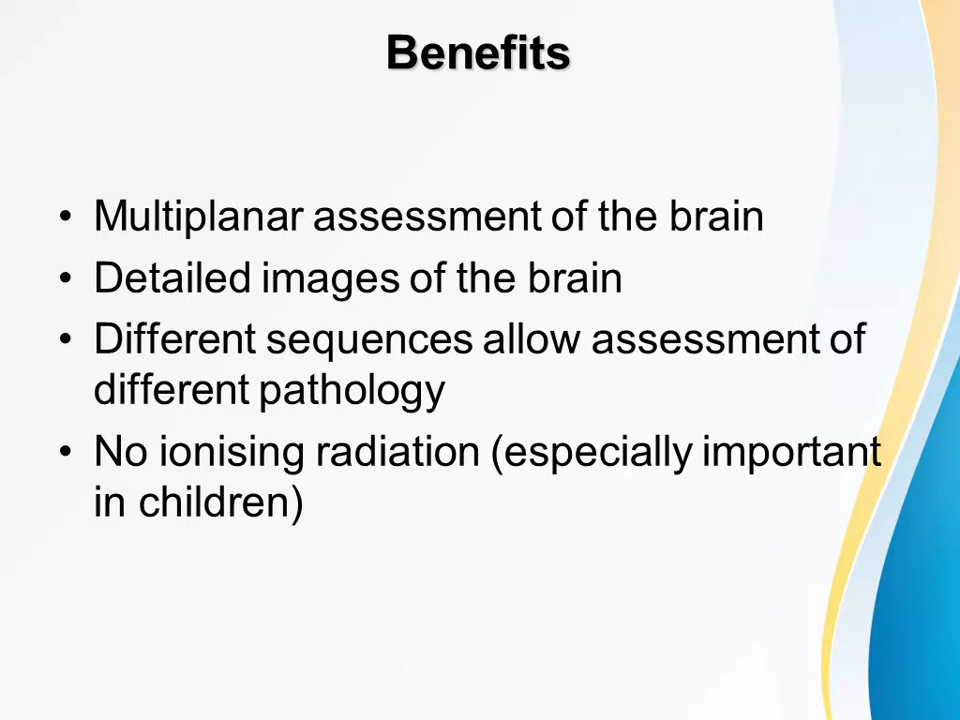 Benefits
• Multiplanar assessment of the brain
• Detailed images of the brain
• Different sequences allow assessment of
different pathology
• No ionising radiation (especially important
in children)